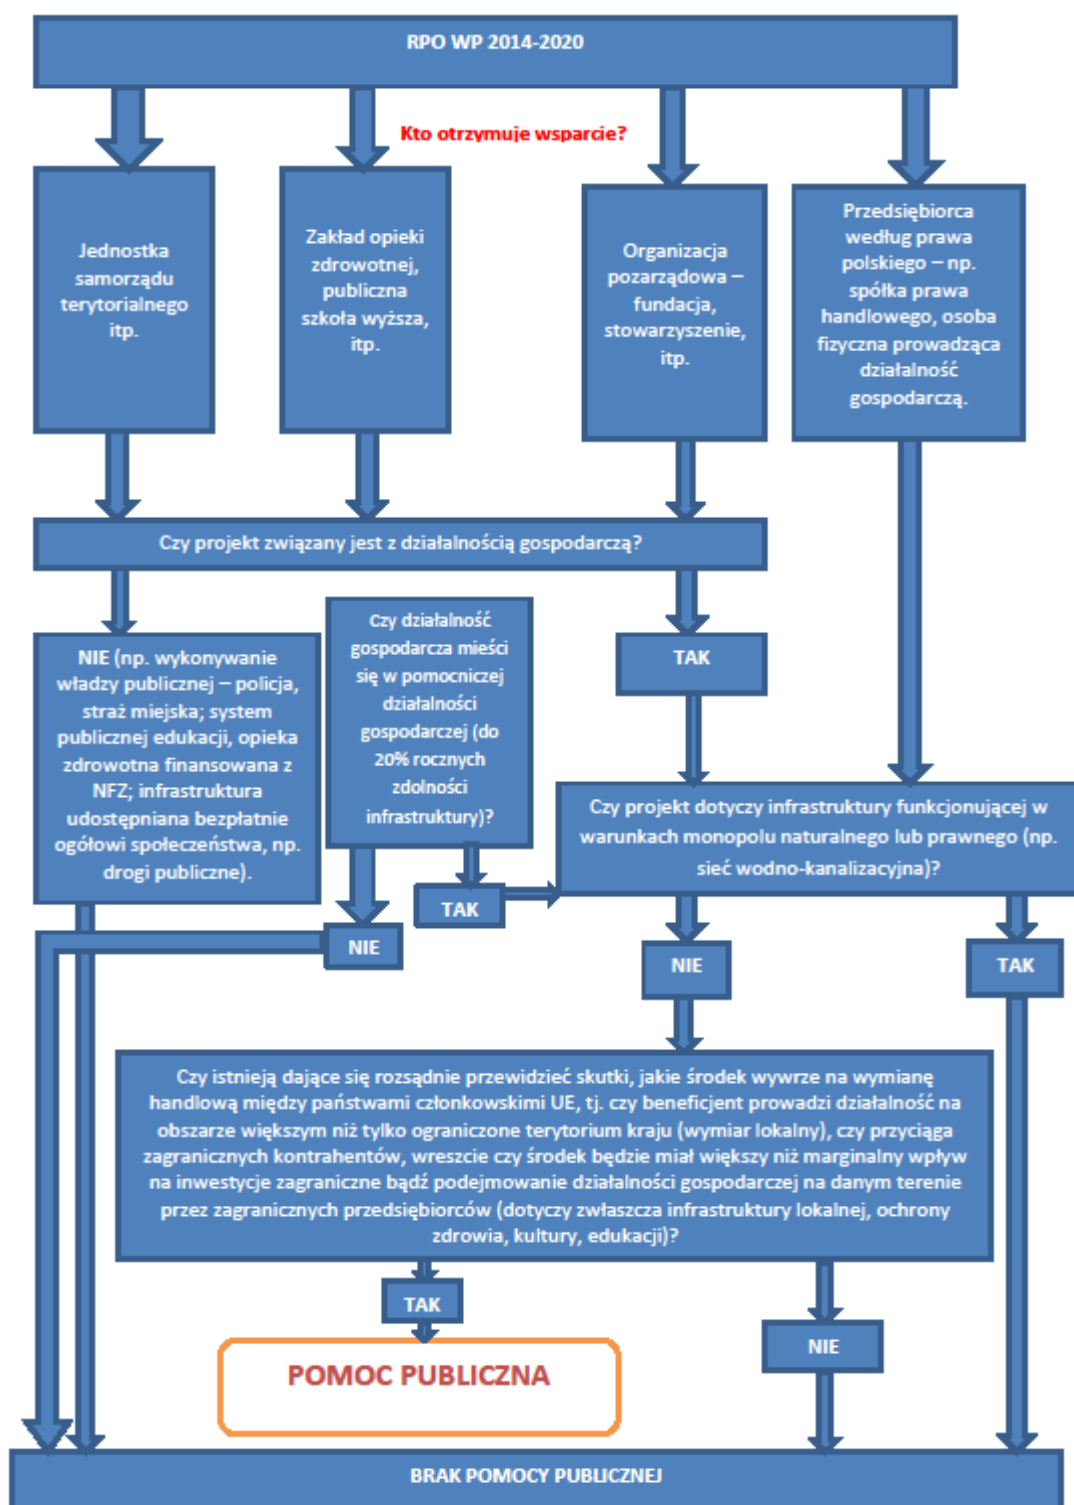 RPO WP 2014-2020
Kto otrzymuje wsparcie?
Jednostka
samorządu
terytorialnego
itp.
Zakład opieki
zdrowotnej,
publiczna
szkoła wyższa,
itp.
Organizacja
pozarządowa –
fundacja,
stowarzyszenie,
itp.
Przedsiębiorca
według prawa
polskiego – np.
spółka prawa
handlowego, osoba
fizyczna prowadząca
działalność
gospodarczą.
Czy projekt związany jest z działalnością gospodarczą?
NIE (np. wykonywanie
władzy publicznej – policja,
straż miejska; system
publicznej edukacji, opieka
zdrowotna finansowana z
NFZ; infrastruktura
udostępniana bezpłatnie
ogółowi społeczeństwa, np.
drogi publiczne).
Czy działalność
gospodarcza mieści
się w pomocniczej
działalności
gospodarczej (do
20% rocznych
zdolności
infrastruktury)?
TAK
Czy projekt dotyczy infrastruktury funkcjonującej w
warunkach monopolu naturalnego lub prawnego (np.
sieć wodno-kanalizacyjna)?
TAK
NIE
NIE
TAK
Czy istnieją dające się rozsądnie przewidzieć skutki, jakie środek wywrze na wymianę
handlową między państwami członkowskimi UE, tj. czy beneficjent prowadzi działalność na
obszarze większym niż tylko ograniczone terytorium kraju (wymiar lokalny), czy przyciąga
zagranicznych kontrahentów, wreszcie czy środek będzie miał większy niż marginalny wpływ
na inwestycje zagraniczne bądź podejmowanie działalności gospodarczej na danym terenie
przez zagranicznych przedsiębiorców (dotyczy zwłaszcza infrastruktury lokalnej, ochrony
zdrowia, kultury, edukacji)?
TAK
NIE
POMOC PUBLICZNA
BRAK POMOCY PUBLICZNEJ